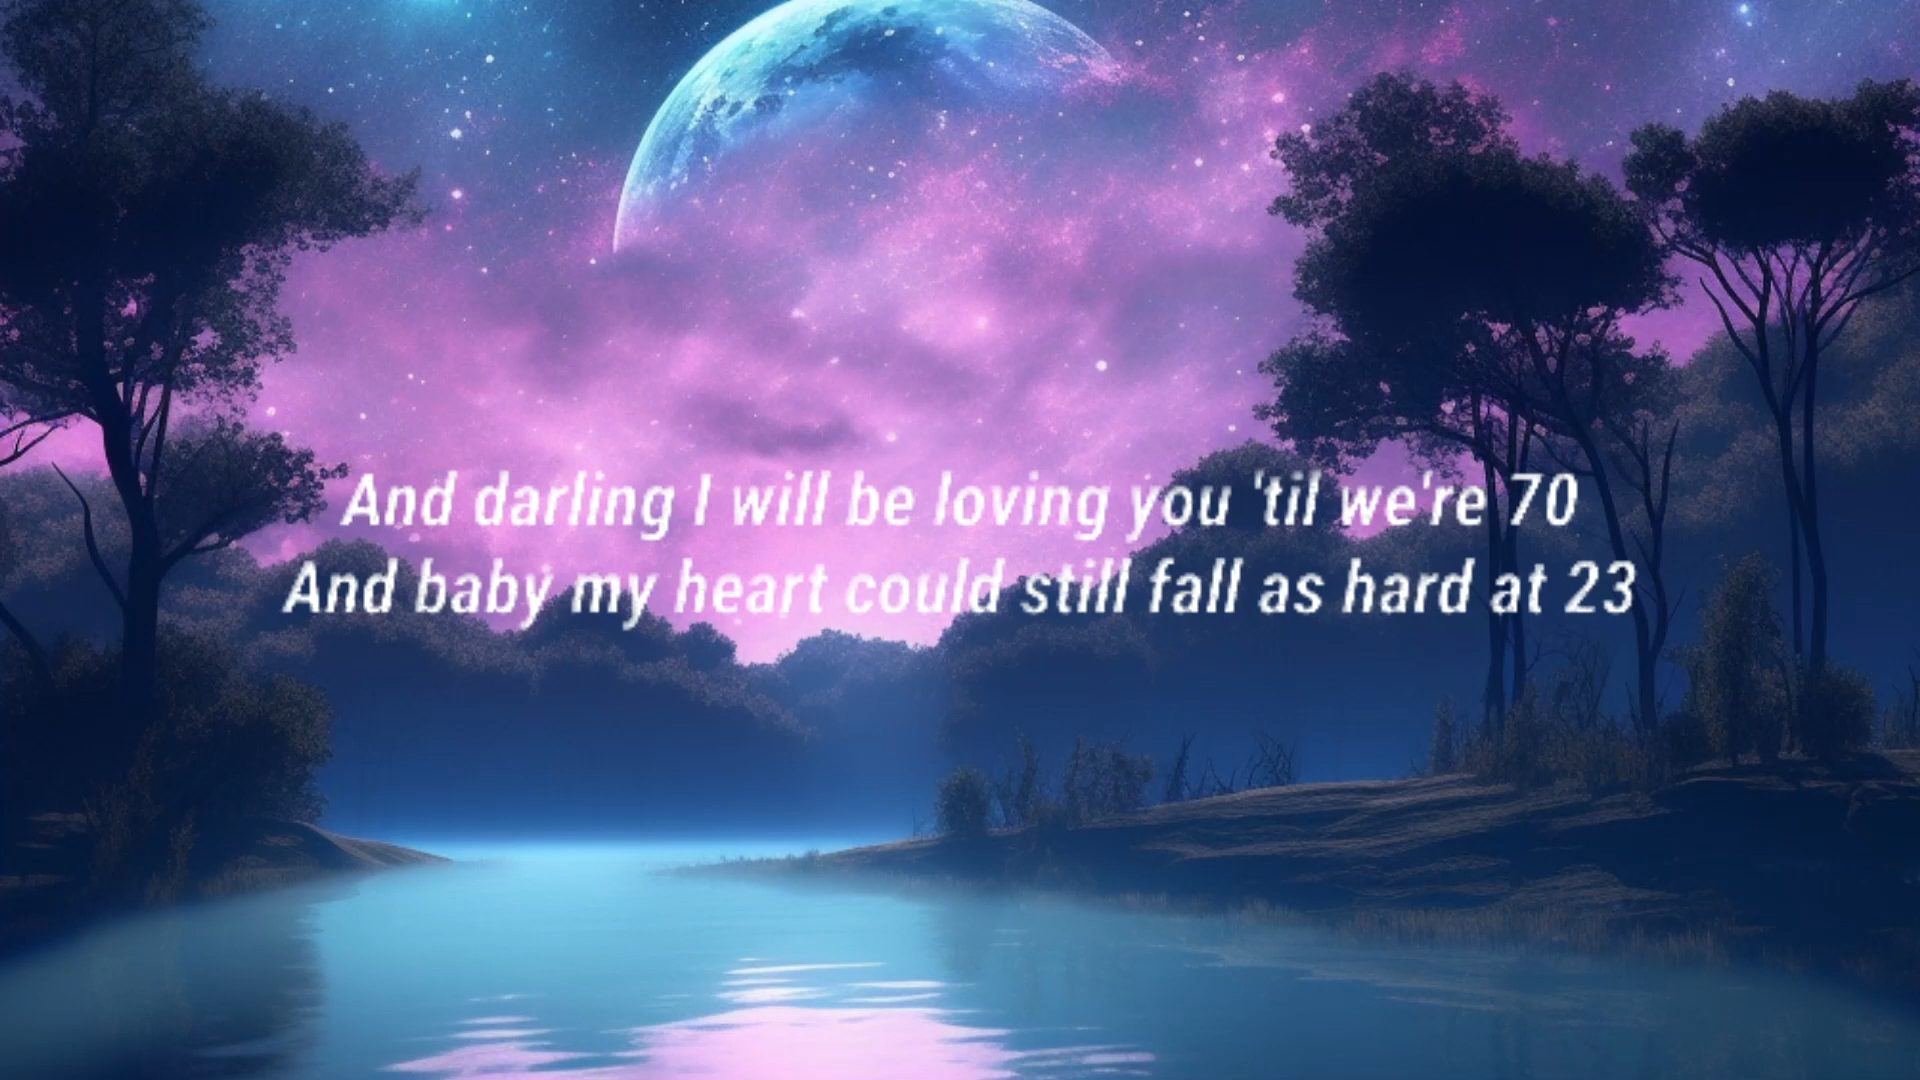 And darling I will be loving you 'til we're 70
And baby my heart could still fall as hard at 23